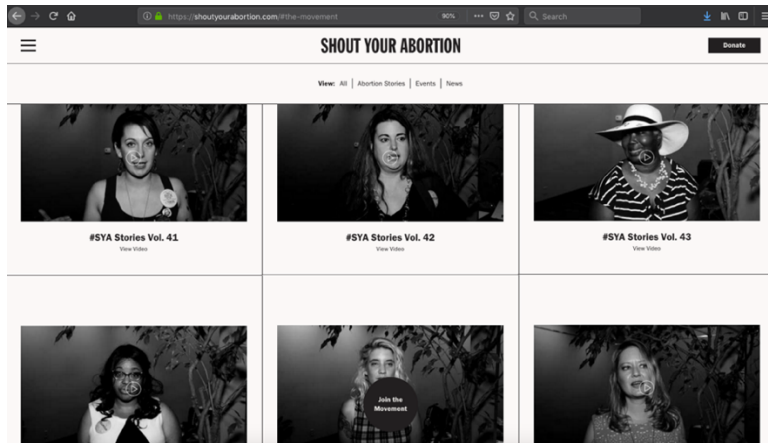 https://shoutyourabortion.com/#the-movement
90%
Search
SHOUT YOUR ABORTION
Donate
View: All | Abortion Stories | Events | News
#SYA Stories Vol. 41
View Video
#SYA Stories Vol. 42
View Video
#SYA Stories Vol. 43
View Video
Join the
Movement